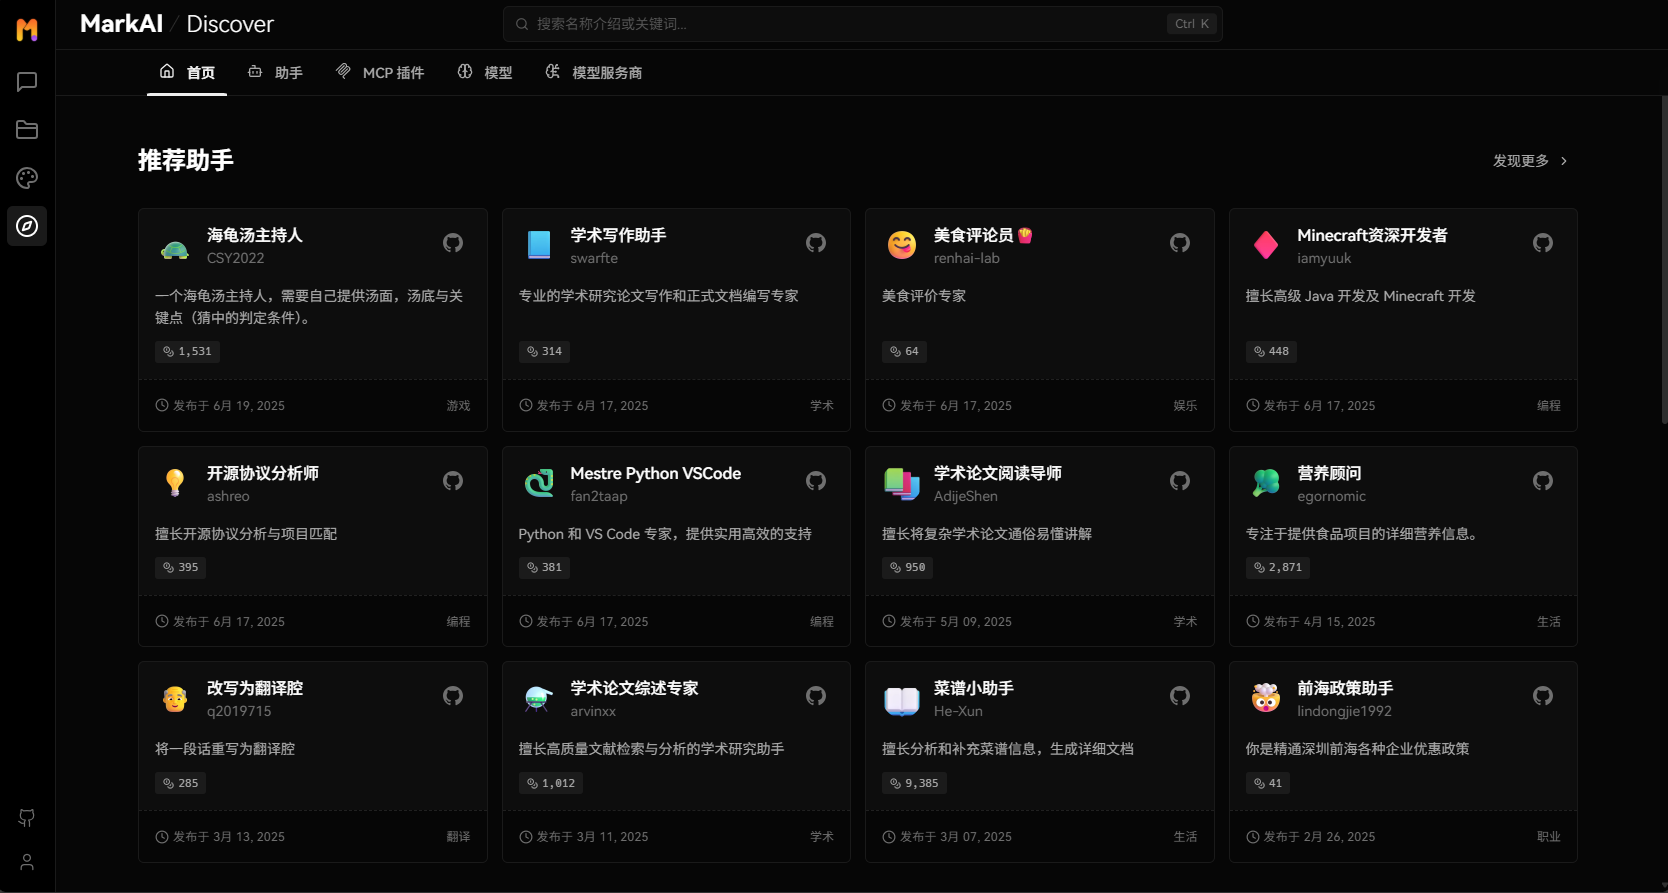 MarkAI / Discover
搜索名称介绍或关键词...
Ctrl K
首页
助手
MCP 插件
模型
模型服务商
推荐助手
发现更多
海龟汤主持人
CSY2022
一个海龟汤主持人，需要自己提供汤面，汤底与关
键点（猜中的判定条件）。
1,531
发布于 6月 19, 2025
游戏
学术写作助手
swarfte
专业的学术研究论文写作和正式文档编写专家
314
发布于 6月 17, 2025
学术
美食评论员🍟
renhai-lab
美食评价专家
64
发布于 6月 17, 2025
娱乐
Minecraft资深开发者
iamyuuk
擅长高级 Java 开发及 Minecraft 开发
448
发布于 6月 17, 2025
编程
开源协议分析师
ashreo
擅长开源协议分析与项目匹配
395
发布于 6月 17, 2025
编程
Mestre Python VSCode
fan2taap
Python 和 VS Code 专家，提供实用高效的支持
381
发布于 6月 17, 2025
编程
学术论文阅读导师
AdijeShen
擅长将复杂学术论文通俗易懂讲解
950
发布于 5月 09, 2025
学术
营养顾问
egornomic
专注于提供食品项目的详细营养信息。
2,871
发布于 4月 15, 2025
生活
改写为翻译腔
q2019715
将一段话重写为翻译腔
285
发布于 3月 13, 2025
翻译
学术论文综述专家
arvinxx
擅长高质量文献检索与分析的学术研究助手
1,012
发布于 3月 11, 2025
学术
菜谱小助手
He-Xun
擅长分析和补充菜谱信息，生成详细文档
9,385
发布于 3月 07, 2025
生活
前海政策助手
lindongjie1992
你是精通深圳前海各种企业优惠政策
41
发布于 2月 26, 2025
职业